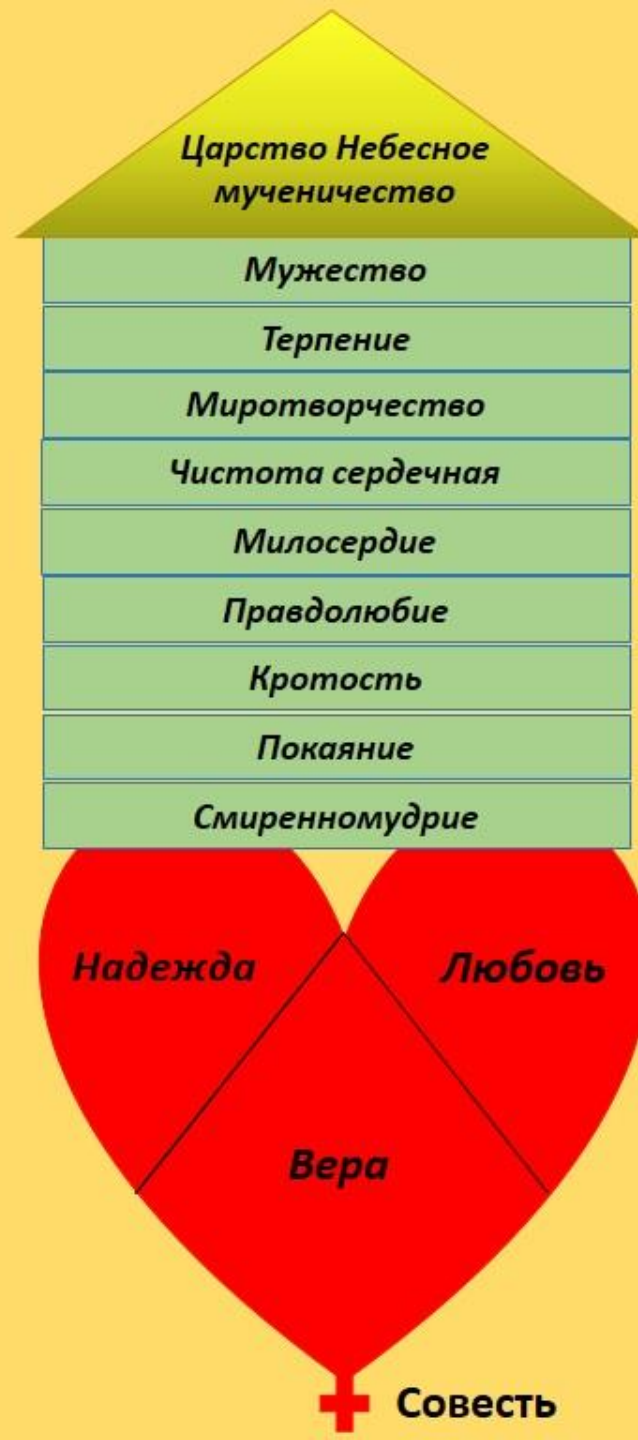 Царство Небесное
мученичество
Мужество
Терпение
Миротворчество
Чистота сердечная
Милосердие
Правдолюбие
Кротость
Покаяние
Смиренномудрие
Надежда
Любовь
Вера
Совесть